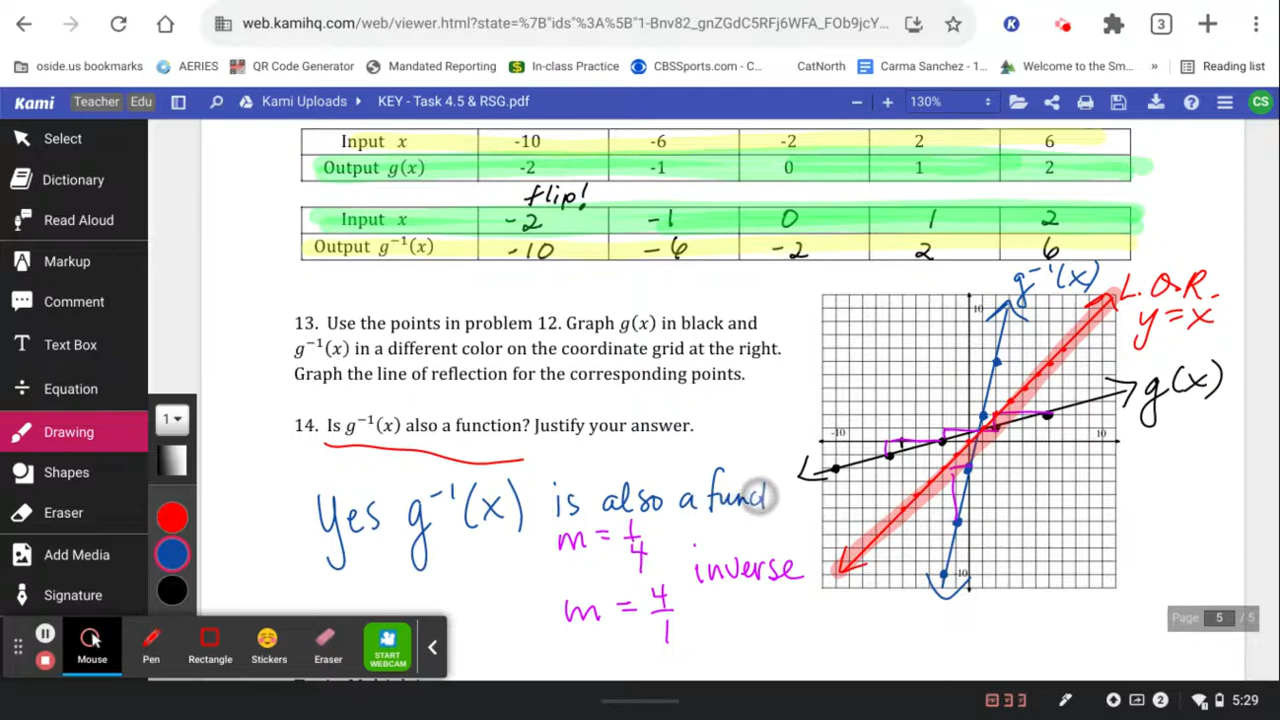 web.kamihq.com/web/viewer.html?state=%7B"ids"%3A%5B"1-Bnv82_gnZGdC5RFj6WFA_FOb9jcY...
3
oside.us bookmarks AERIES QR Code Generator Mandated Reporting In-class Practice CBSSports.com - C... CatNorth Carma Sanchez - 1... Welcome to the Sm... » Reading list
Kami Teacher Edu Kami Uploads KEY - Task 4.5 & RSG.pdf 130% CS
Select
Dictionary
Read Aloud
Markup
Comment
Text Box
Equation
Drawing
Shapes
Eraser
Add Media
Signature
1
Input x -10 -6 -2 2 6
Output g(x) -2 -1 0 1 2
flip!
Input x -2 -1 0 1 2
Output g⁻¹(x) -10 -6 -2 2 6
13. Use the points in problem 12. Graph g(x) in black and
g⁻¹(x) in a different color on the coordinate grid at the right.
Graph the line of reflection for the corresponding points.
14. Is g⁻¹(x) also a function? Justify your answer.
Yes g⁻¹(x) is also a func
m = 1/4
inverse
m = 4/1
g⁻¹(x)
L.O.R.
y = x
g(x)
10
-10
10
-10
Page 5 / 5
Mouse Pen Rectangle Stickers Eraser START WEBCAM
5:29